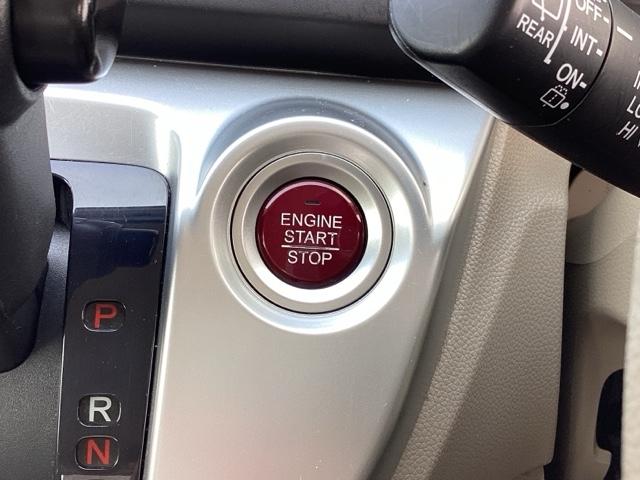 OFF
INT
REAR
ON
ENGINE
START
STOP
P
R
N